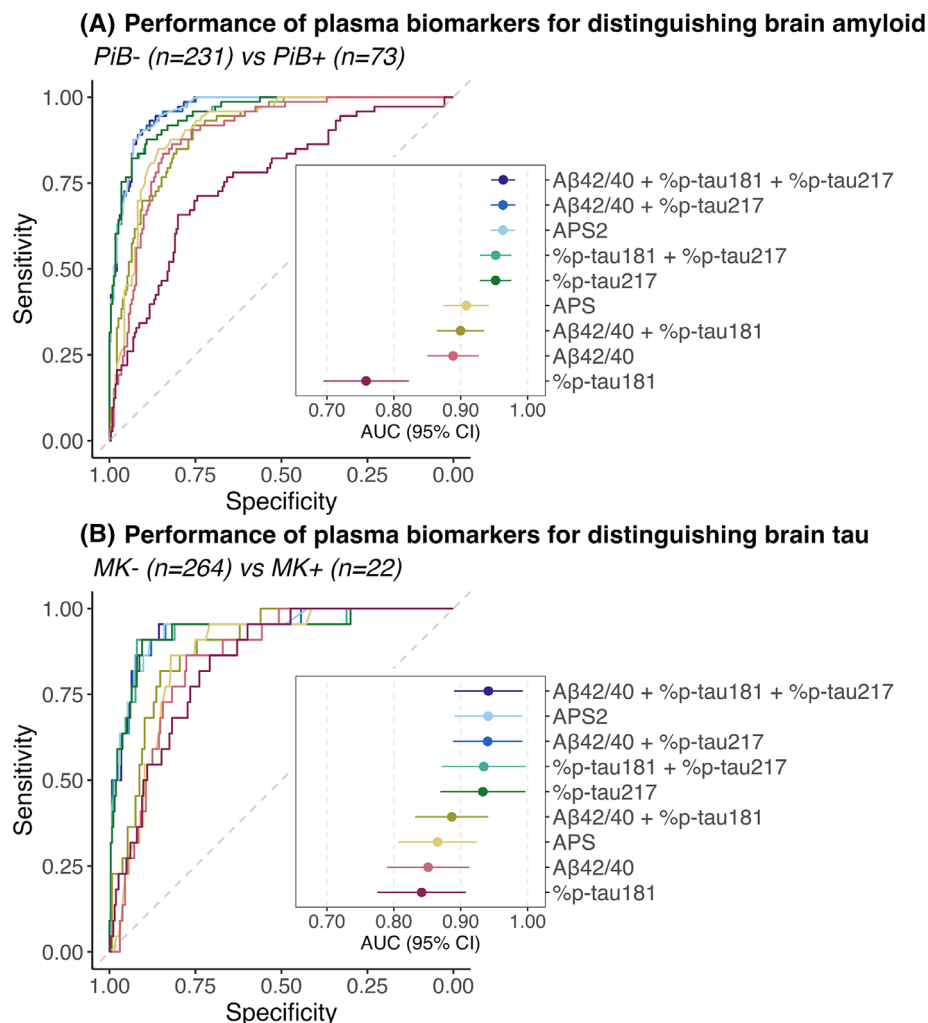 (A) Performance of plasma biomarkers for distinguishing brain amyloid
PiB- (n=231) vs PiB+ (n=73)
1.00
0.75
0.50
0.25
0.00
Sensitivity
1.00 0.75 0.50 0.25 0.00
Specificity
Aβ42/40 + %p-tau181 + %p-tau217
Aβ42/40 + %p-tau217
APS2
%p-tau181 + %p-tau217
%p-tau217
APS
Aβ42/40 + %p-tau181
Aβ42/40
%p-tau181
0.70 0.80 0.90 1.00
AUC (95% CI)
(B) Performance of plasma biomarkers for distinguishing brain tau
MK- (n=264) vs MK+ (n=22)
1.00
0.75
0.50
0.25
0.00
Sensitivity
1.00 0.75 0.50 0.25 0.00
Specificity
Aβ42/40 + %p-tau181 + %p-tau217
APS2
Aβ42/40 + %p-tau217
%p-tau181 + %p-tau217
%p-tau217
Aβ42/40 + %p-tau181
APS
Aβ42/40
%p-tau181
0.70 0.80 0.90 1.00
AUC (95% CI)